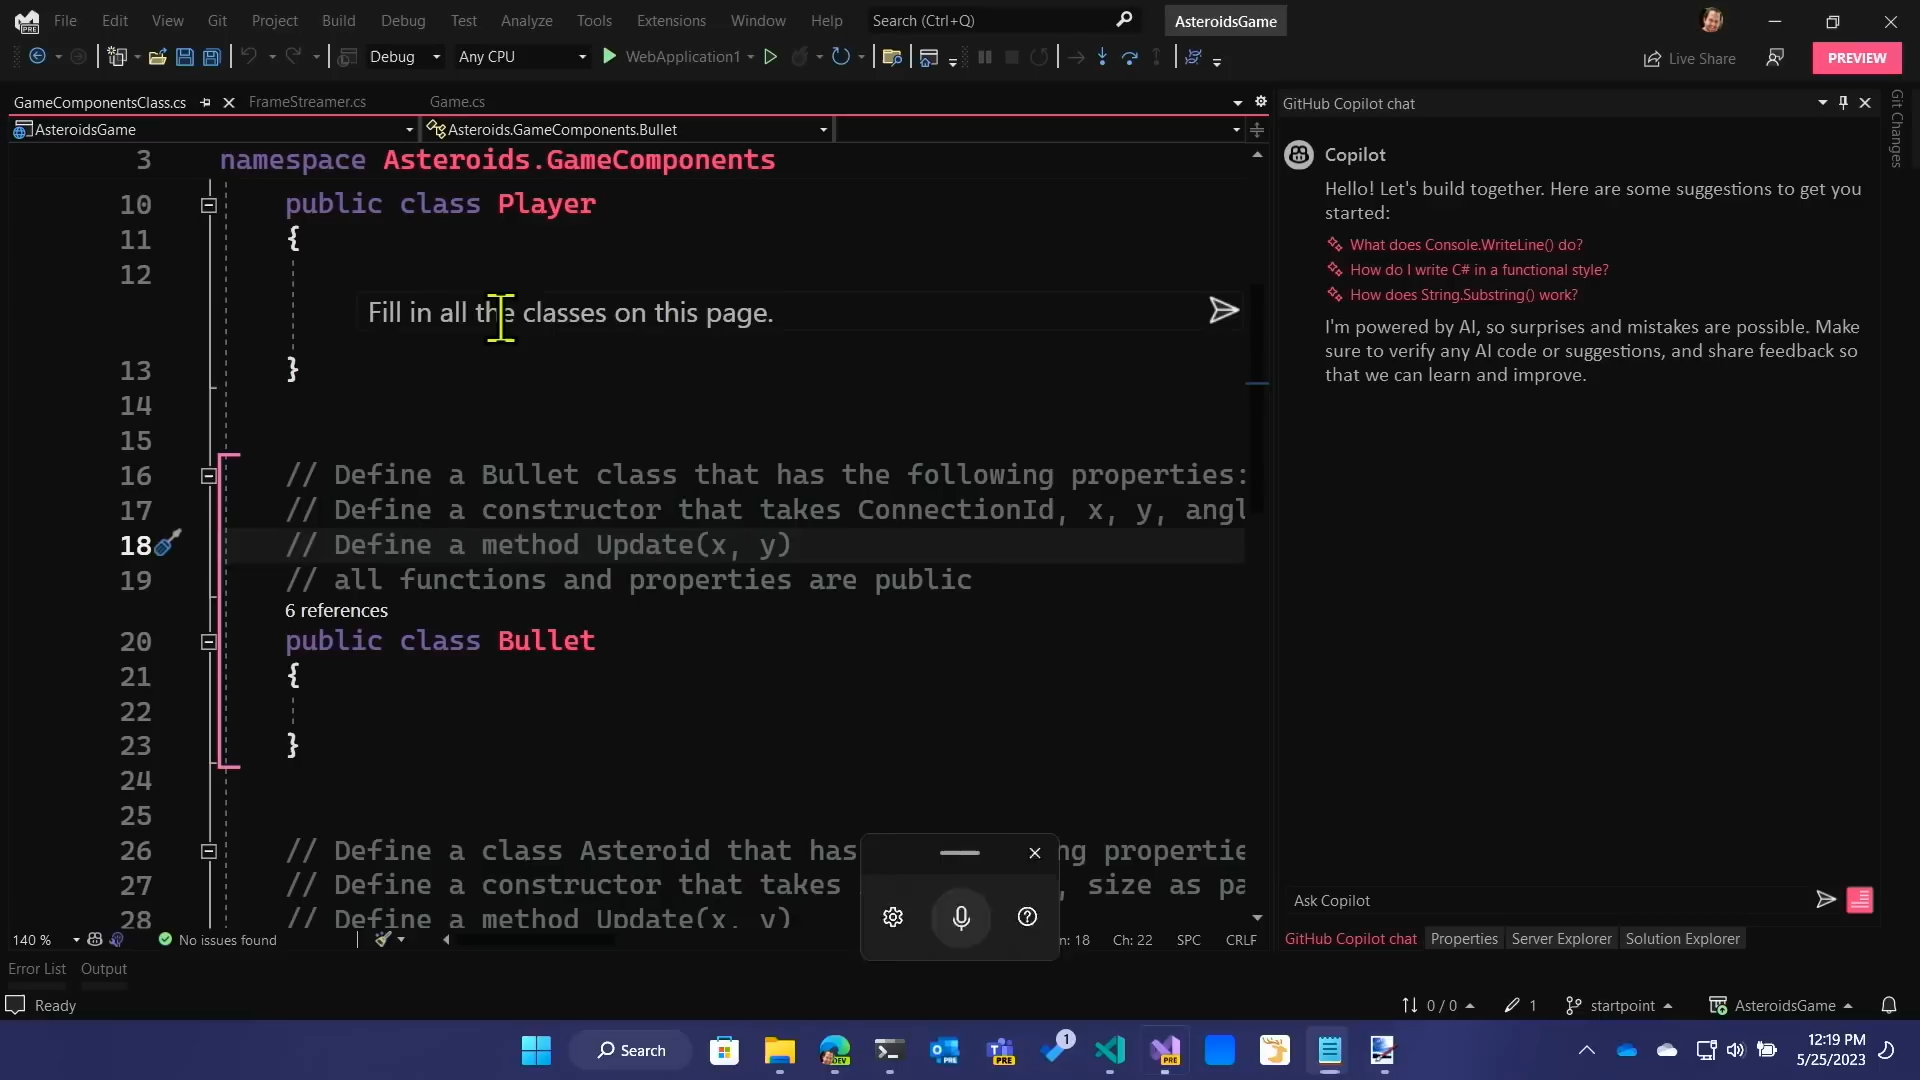 File Edit View Git Project Build Debug Test Analyze Tools Extensions Window Help Search (Ctrl+Q) AsteroidsGame
Debug Any CPU WebApplication1 Live Share PREVIEW
GameComponentsClass.cs FrameStreamer.cs Game.cs
AsteroidsGame Asteroids.GameComponents.Bullet
3 namespace Asteroids.GameComponents
10 public class Player
11 {
12
Fill in all the classes on this page.
13 }
14
15
16 // Define a Bullet class that has the following properties:
17 // Define a constructor that takes ConnectionId, x, y, angl
18 // Define a method Update(x, y)
19 // all functions and properties are public
6 references
20 public class Bullet
21 {
22
23 }
24
25
26 // Define a class Asteroid that has ng propertie
27 // Define a constructor that takes , size as pa
28 // Define a method Update(x, y)
140 % No issues found n: 18 Ch: 22 SPC CRLF
Error List Output
GitHub Copilot chat
Git Changes
Copilot
Hello! Let's build together. Here are some suggestions to get you
started:
What does Console.WriteLine() do?
How do I write C# in a functional style?
How does String.Substring() work?
I'm powered by AI, so surprises and mistakes are possible. Make
sure to verify any AI code or suggestions, and share feedback so
that we can learn and improve.
Ask Copilot
GitHub Copilot chat Properties Server Explorer Solution Explorer
Ready 0 / 0 1 startpoint AsteroidsGame
Search 1 12:19 PM
5/25/2023